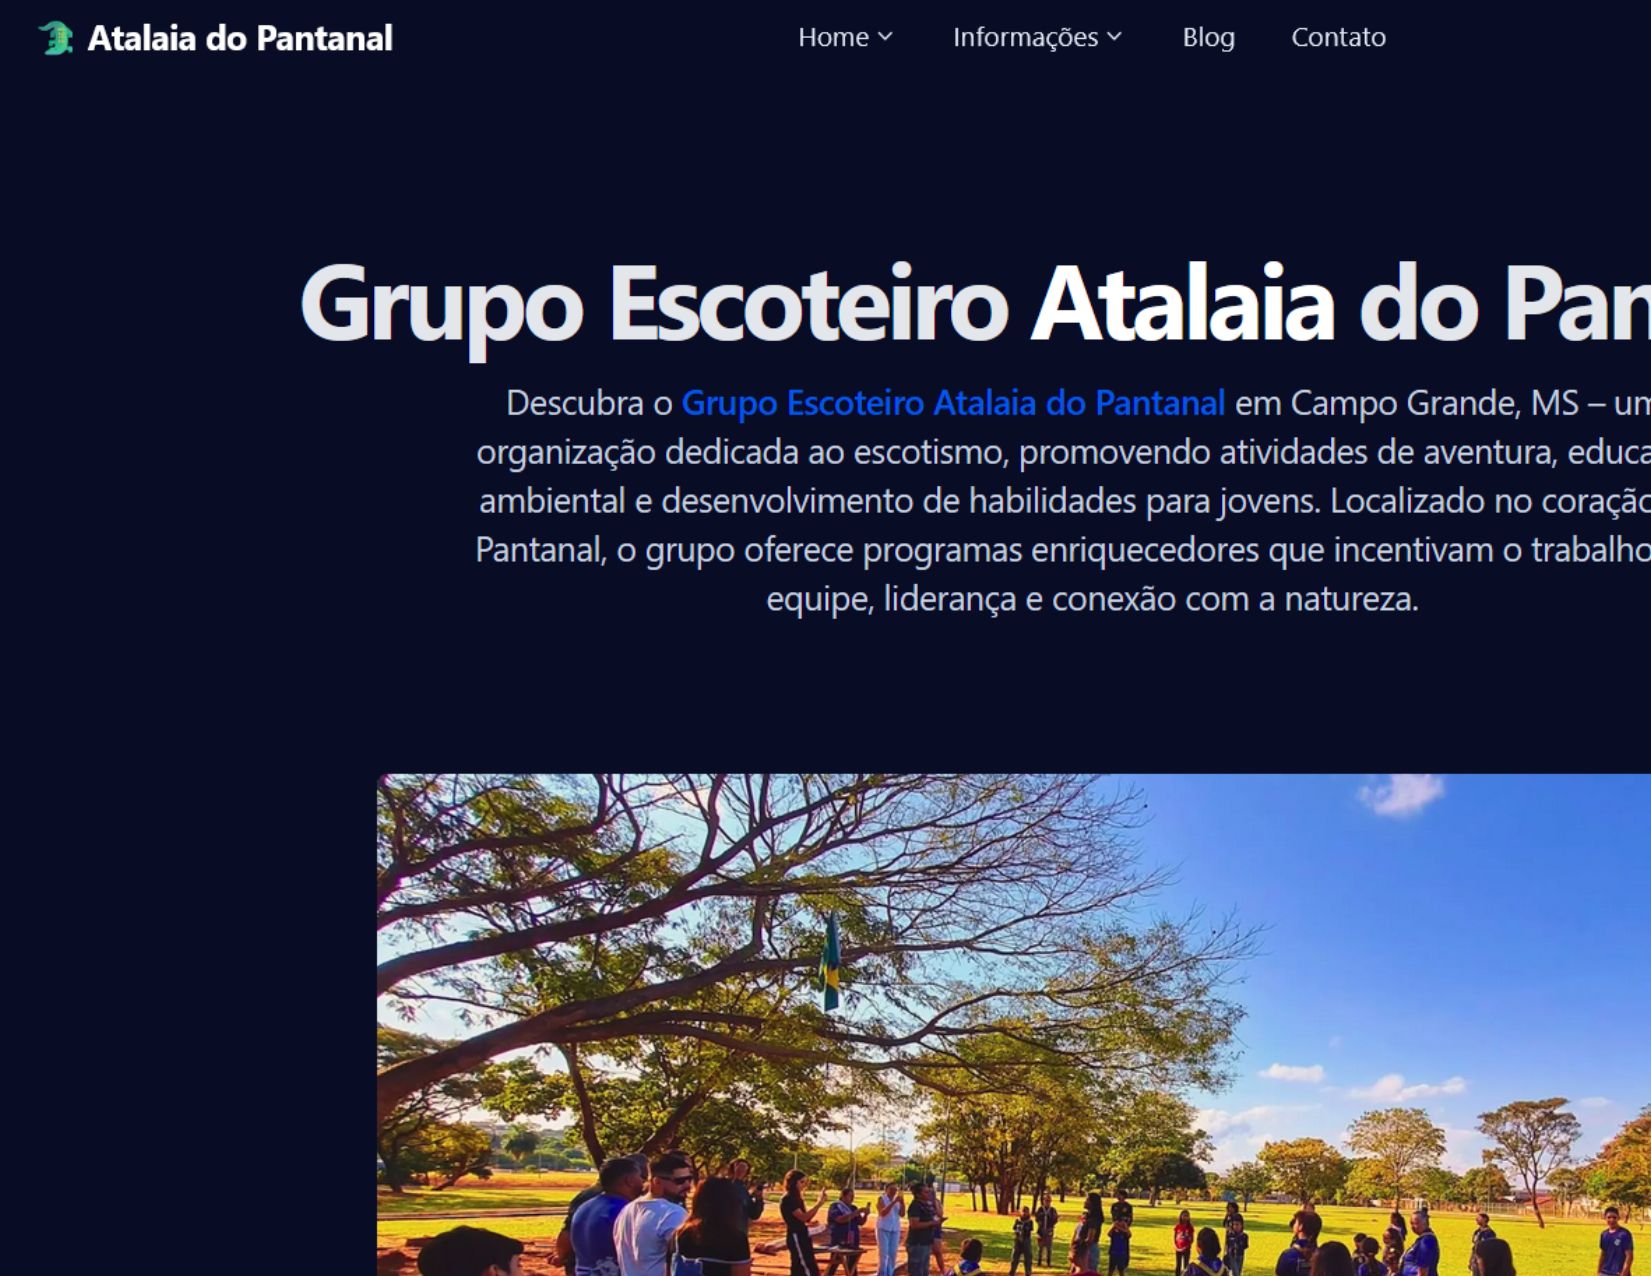 Atalaia do Pantanal
Home Informações Blog Contato
Grupo Escoteiro Atalaia do Pan
Descubra o Grupo Escoteiro Atalaia do Pantanal em Campo Grande, MS – um
organização dedicada ao escotismo, promovendo atividades de aventura, educa
ambiental e desenvolvimento de habilidades para jovens. Localizado no coração
Pantanal, o grupo oferece programas enriquecedores que incentivam o trabalho
equipe, liderança e conexão com a natureza.